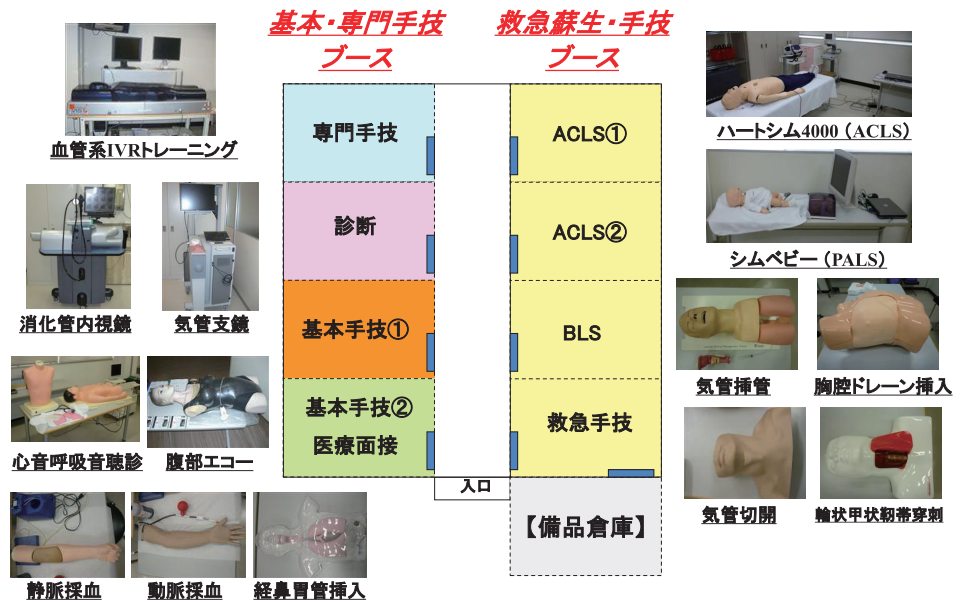 基本・専門手技
ブース
救急蘇生・手技
ブース
血管系IVRトレーニング
消化管内視鏡
気管支鏡
心音呼吸音聴診
腹部エコー
静脈採血
動脈採血
経鼻胃管挿入
専門手技
診断
基本手技①
基本手技②
医療面接
ACLS①
ACLS②
BLS
救急手技
入口
【備品倉庫】
ハートシム4000（ACLS）
シムベビー（PALS）
気管挿管
胸腔ドレーン挿入
気管切開
輪状甲状靭帯穿刺